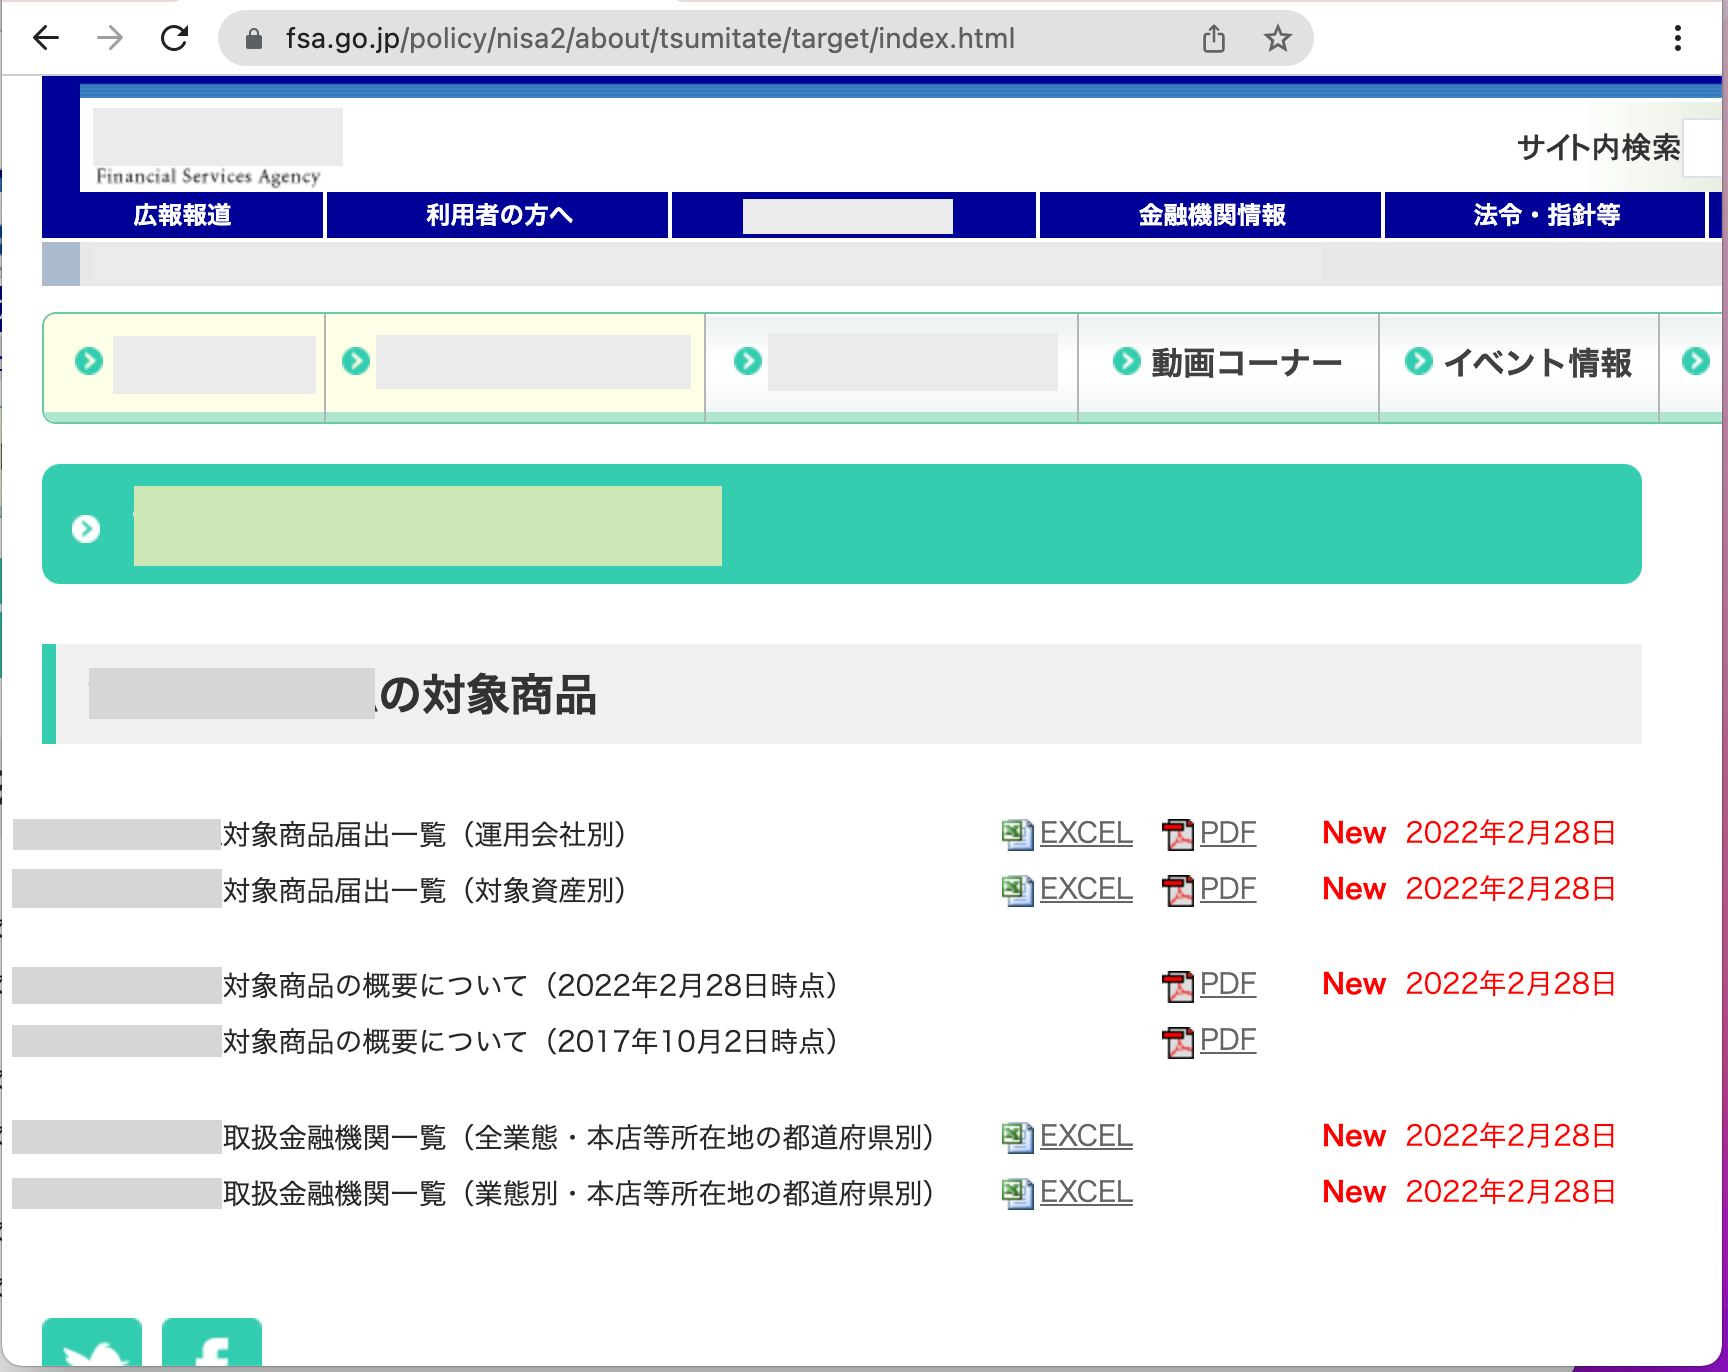 fsa.go.jp/policy/nisa2/about/tsumitate/target/index.html
サイト内検索
Financial Services Agency
広報報道 利用者の方へ 金融機関情報 法令・指針等
動画コーナー イベント情報
の対象商品
対象商品届出一覧（運用会社別） EXCEL PDF New 2022年2月28日
対象商品届出一覧（対象資産別） EXCEL PDF New 2022年2月28日
対象商品の概要について（2022年2月28日時点） PDF New 2022年2月28日
対象商品の概要について（2017年10月2日時点） PDF
取扱金融機関一覧（全業態・本店等所在地の都道府県別） EXCEL New 2022年2月28日
取扱金融機関一覧（業態別・本店等所在地の都道府県別） EXCEL New 2022年2月28日